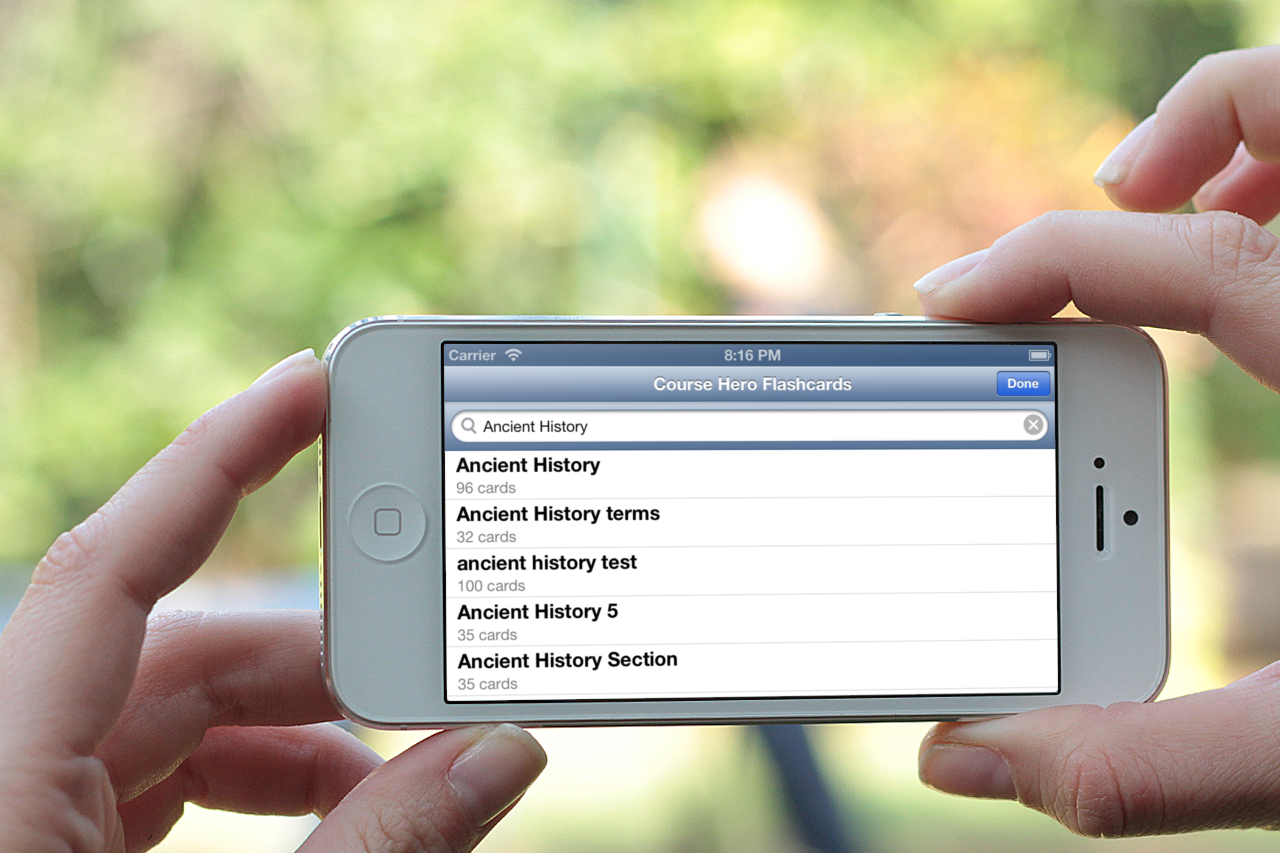 Carrier 8:16 PM
Course Hero Flashcards Done
Ancient History
Ancient History
96 cards
Ancient History terms
32 cards
ancient history test
100 cards
Ancient History 5
35 cards
Ancient History Section
35 cards